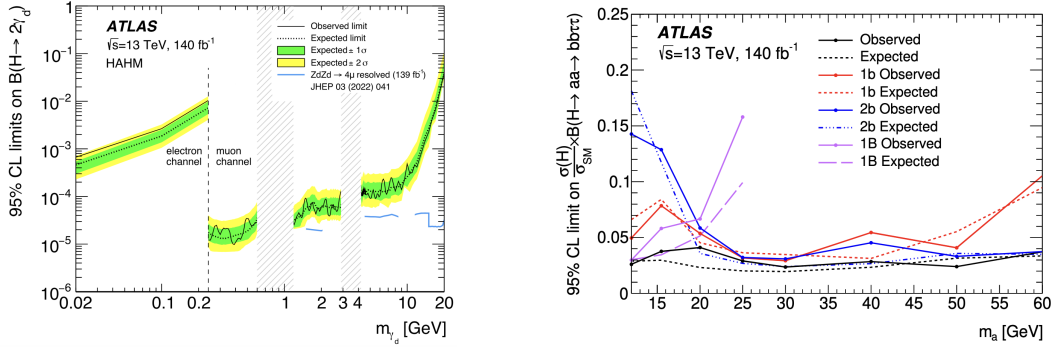 95% CL limits on B(H→ 2γd)
1
10⁻¹
10⁻²
10⁻³
10⁻⁴
10⁻⁵
10⁻⁶
ATLAS
√s=13 TeV, 140 fb⁻¹
HAHM
Observed limit
Expected limit
Expected ± 1σ
Expected ± 2σ
ZdZd → 4μ resolved (139 fb⁻¹)
JHEP 03 (2022) 041
electron channel
muon channel
0.02 0.1 0.2 1 2 3 4 10 20
mγd [GeV]
95% CL limit on σ(H)/σSM ×B(H→ aa→ bbττ)
0.25
0.2
0.15
0.1
0.05
0
ATLAS
√s=13 TeV, 140 fb⁻¹
Observed
Expected
1b Observed
1b Expected
2b Observed
2b Expected
1B Observed
1B Expected
15 20 25 30 35 40 45 50 55 60
ma [GeV]